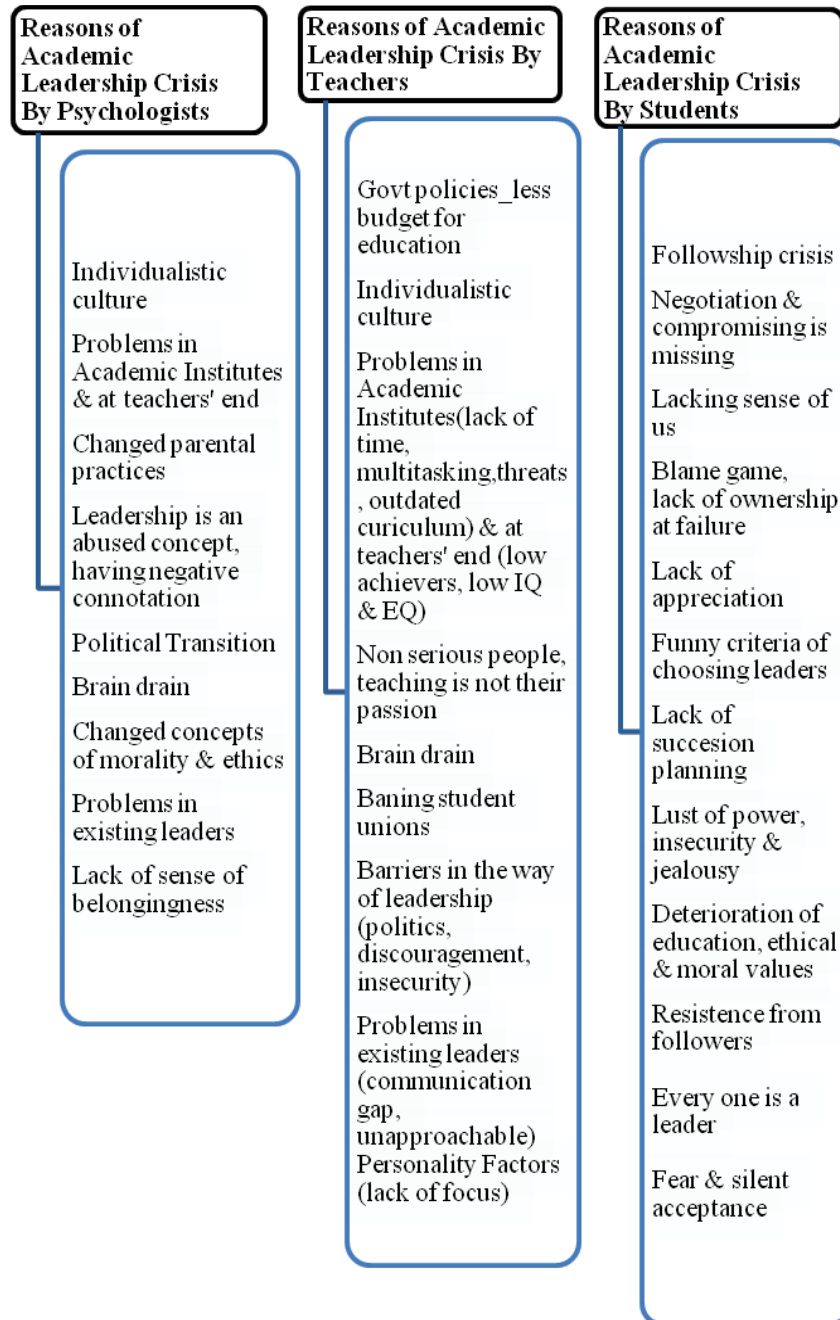 Reasons of
Academic
Leadership Crisis
By Psychologists
Individualistic
culture
Problems in
Academic Institutes
& at teachers' end
Changed parental
practices
Leadership is an
abused concept,
having negative
connotation
Political Transition
Brain drain
Changed concepts
of morality & ethics
Problems in
existing leaders
Lack of sense of
belongingness
Reasons of Academic
Leadership Crisis By
Teachers
Govt policies_less
budget for
education
Individualistic
culture
Problems in
Academic
Institutes(lack of
time,
multitasking,threats
, outdated
curiculum) & at
teachers' end (low
achievers, low IQ
& EQ)
Non serious people,
teaching is not their
passion
Brain drain
Baning student
unions
Barriers in the way
of leadership
(politics,
discouragement,
insecurity)
Problems in
existing leaders
(communication
gap,
unapproachable)
Personality Factors
(lack of focus)
Reasons of
Academic
Leadership Crisis
By Students
Followship crisis
Negotiation &
compromising is
missing
Lacking sense of
us
Blame game,
lack of ownership
at failure
Lack of
appreciation
Funny criteria of
choosing leaders
Lack of
succesion
planning
Lust of power,
insecurity &
jealousy
Deterioration of
education, ethical
& moral values
Resistence from
followers
Every one is a
leader
Fear & silent
acceptance